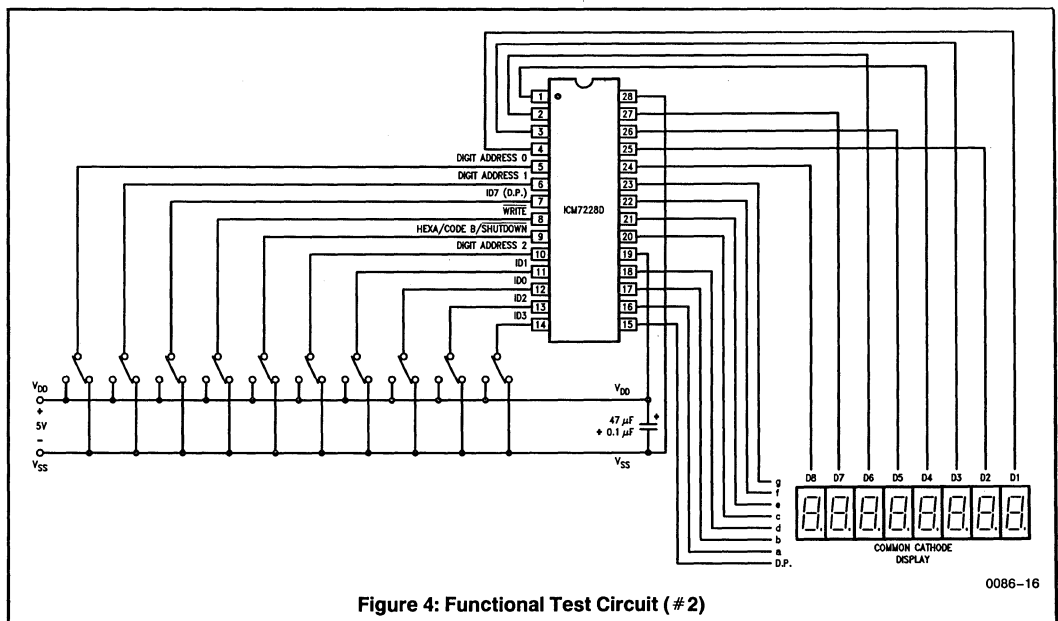 1
2
3
4
DIGIT ADDRESS 0
5
DIGIT ADDRESS 1
6
ID7 (D.P.)
7
WRITE
8
HEXA/CODE B/SHUTDOWN
9
DIGIT ADDRESS 2
10
ID1
11
ID0
12
ID2
13
ID3
14
ICM7228D
28
27
26
25
24
23
22
21
20
19
18
17
16
15
VDD
+
5V
−
VSS
VDD
47 μF
+ 0.1 μF
+
VSS
g
f
e
c
d
b
a
D.P.
D8 D7 D6 D5 D4 D3 D2 D1
COMMON CATHODE
DISPLAY
0086–16
Figure 4: Functional Test Circuit (#2)